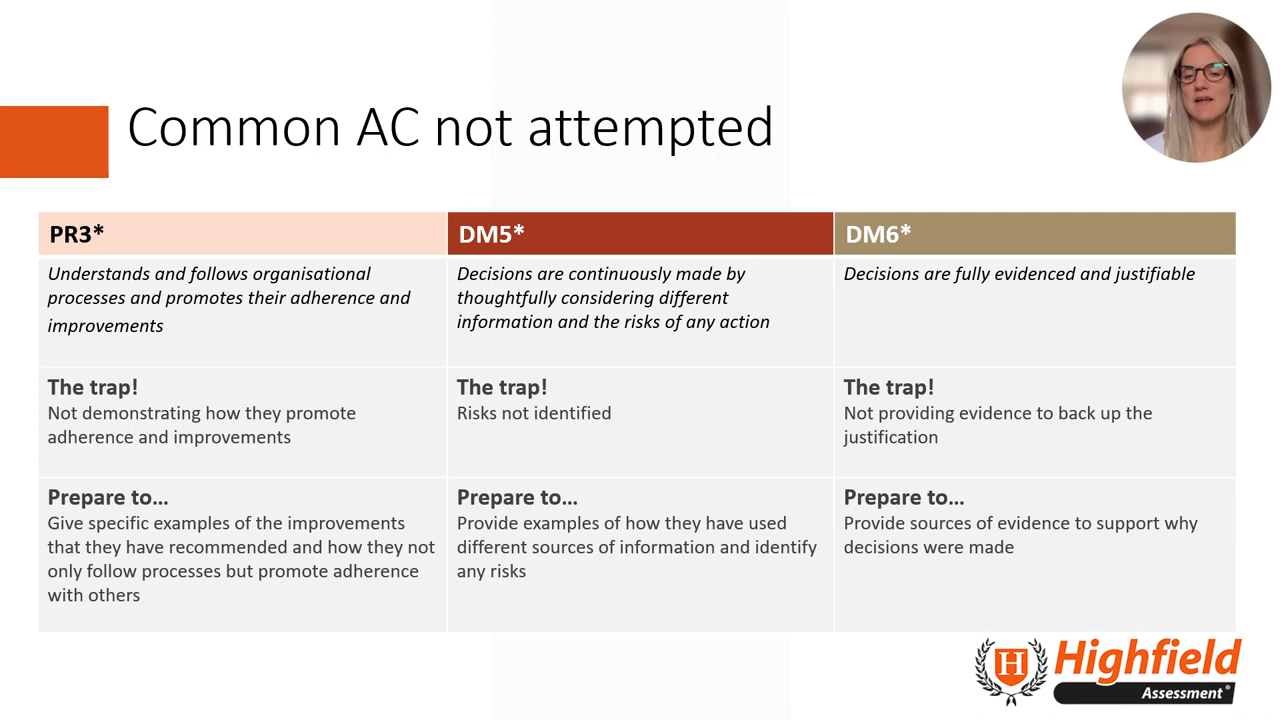 Common AC not attempted
PR3*
DM5*
DM6*
Understands and follows organisational
processes and promotes their adherence and
improvements
Decisions are continuously made by
thoughtfully considering different
information and the risks of any action
Decisions are fully evidenced and justifiable
The trap!
Not demonstrating how they promote
adherence and improvements
The trap!
Risks not identified
The trap!
Not providing evidence to back up the
justification
Prepare to...
Give specific examples of the improvements
that they have recommended and how they not
only follow processes but promote adherence
with others
Prepare to...
Provide examples of how they have used
different sources of information and identify
any risks
Prepare to...
Provide sources of evidence to support why
decisions were made
H
Highfield
Assessment®